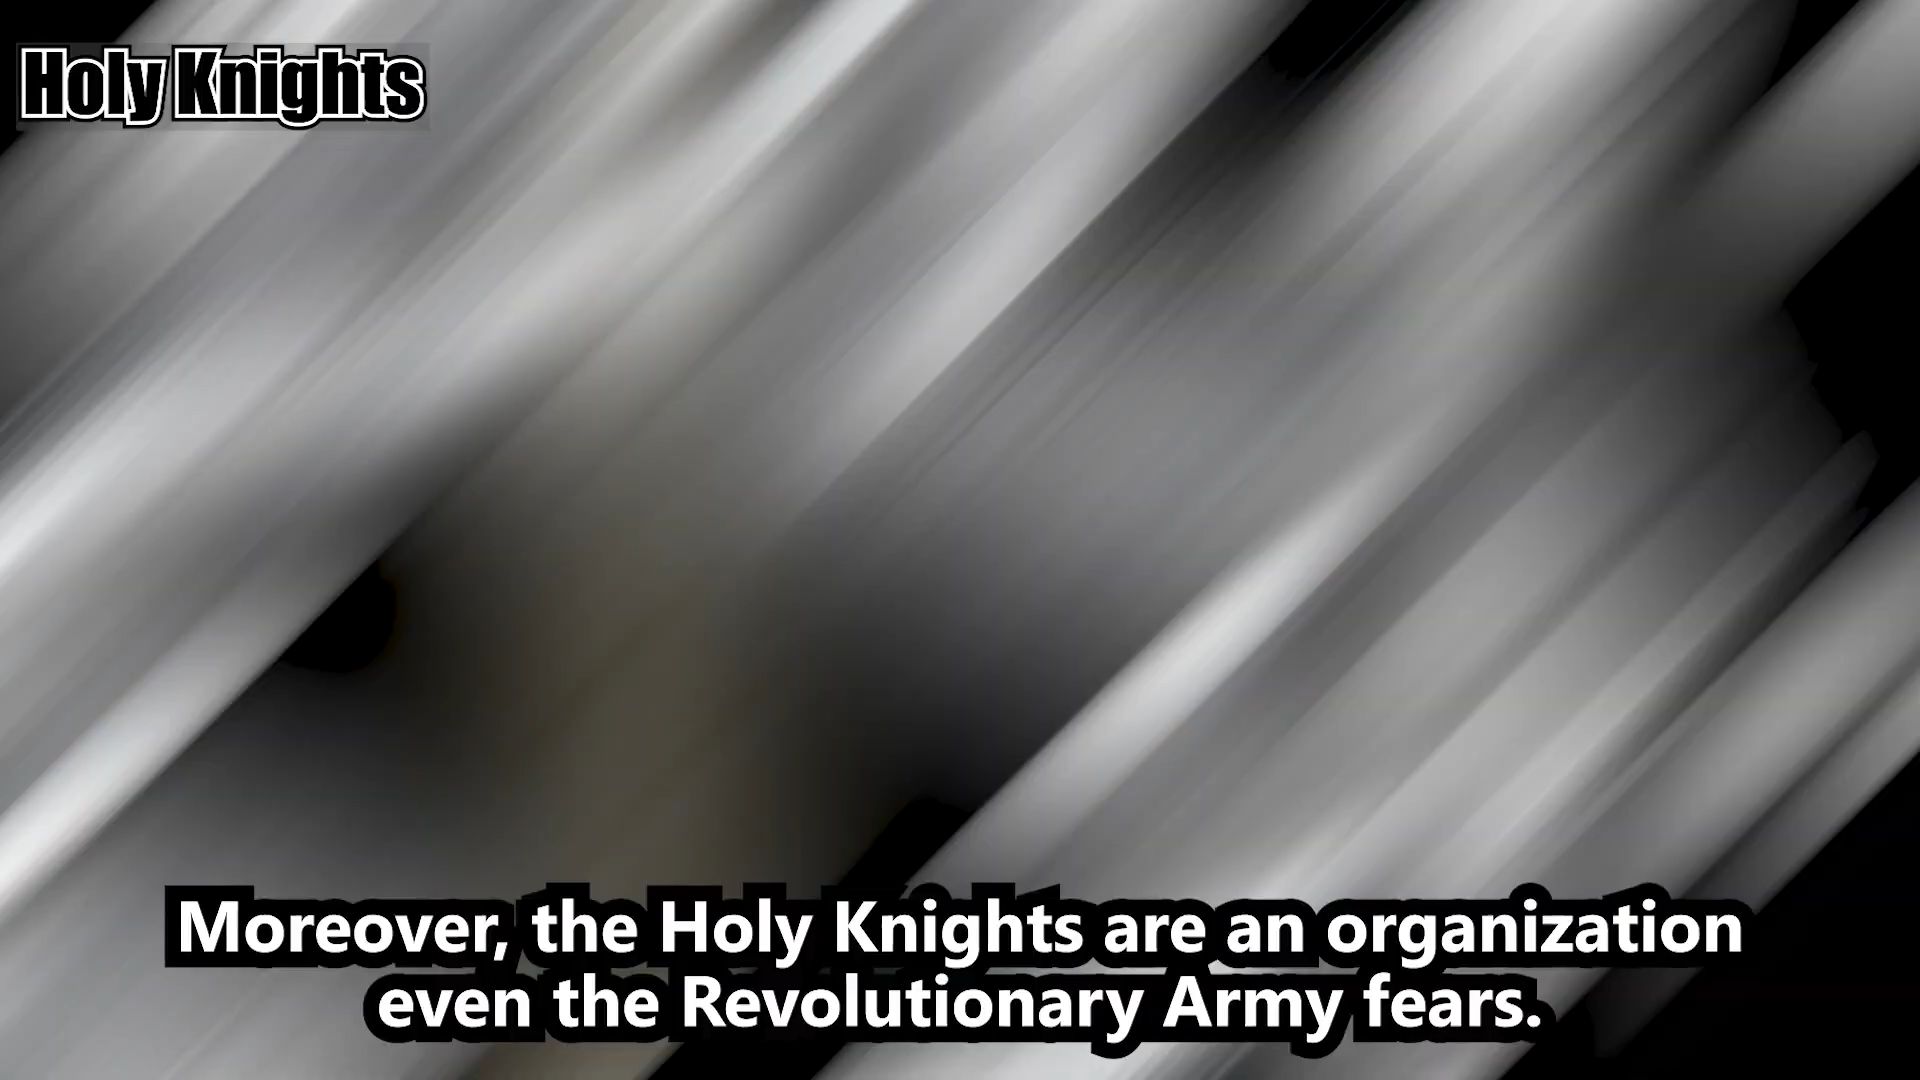 Holy Knights
Moreover, the Holy Knights are an organization
even the Revolutionary Army fears.